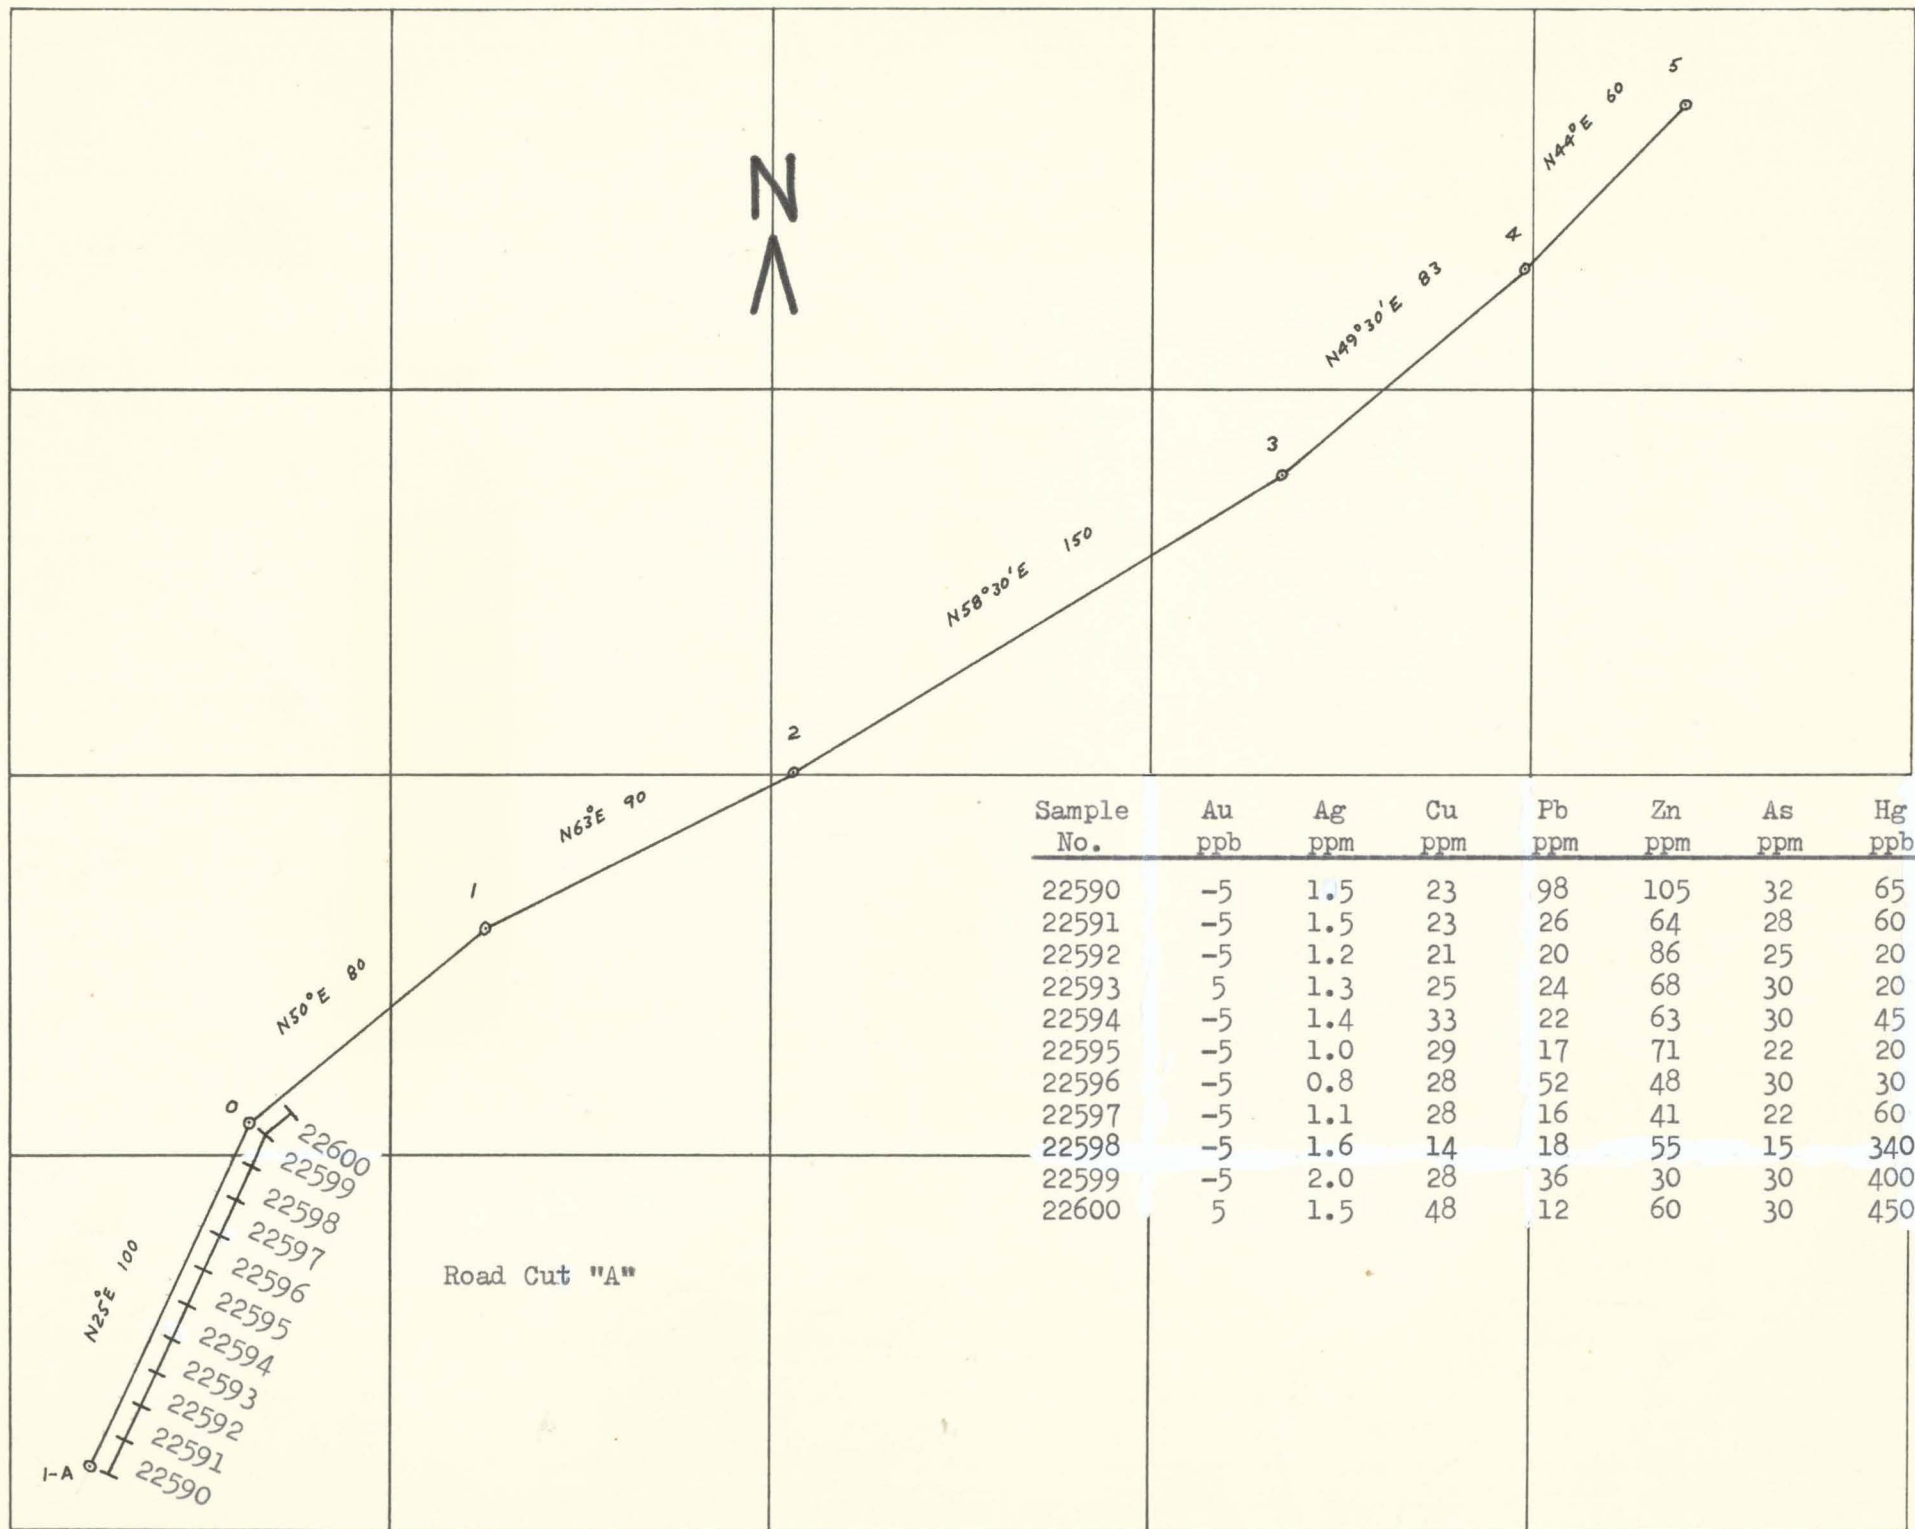 5
N44°E 60
N
4
N49°30'E 83
3
N58°30'E 150
2
N63°E 90
1
N50°E 80
0
N25°E 100
1-A
22600
22599
22598
22597
22596
22595
22594
22593
22592
22591
22590
Road Cut "A"
Sample Au Ag Cu Pb Zn As Hg
No. ppb ppm ppm ppm ppm ppm ppb
22590 -5 1.5 23 98 105 32 65
22591 -5 1.5 23 26 64 28 60
22592 -5 1.2 21 20 86 25 20
22593 5 1.3 25 24 68 30 20
22594 -5 1.4 33 22 63 30 45
22595 -5 1.0 29 17 71 22 20
22596 -5 0.8 28 52 48 30 30
22597 -5 1.1 28 16 41 22 60
22598 -5 1.6 14 18 55 15 340
22599 -5 2.0 28 36 30 30 400
22600 5 1.5 48 12 60 30 450